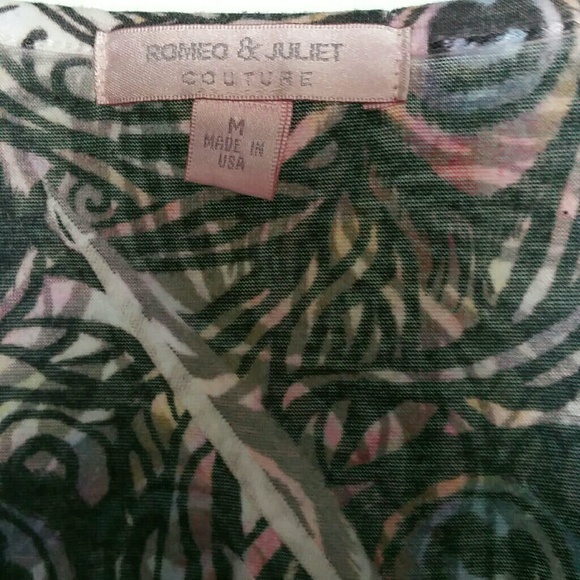 ROMEO & JULIET
COUTURE
M
MADE IN
USA